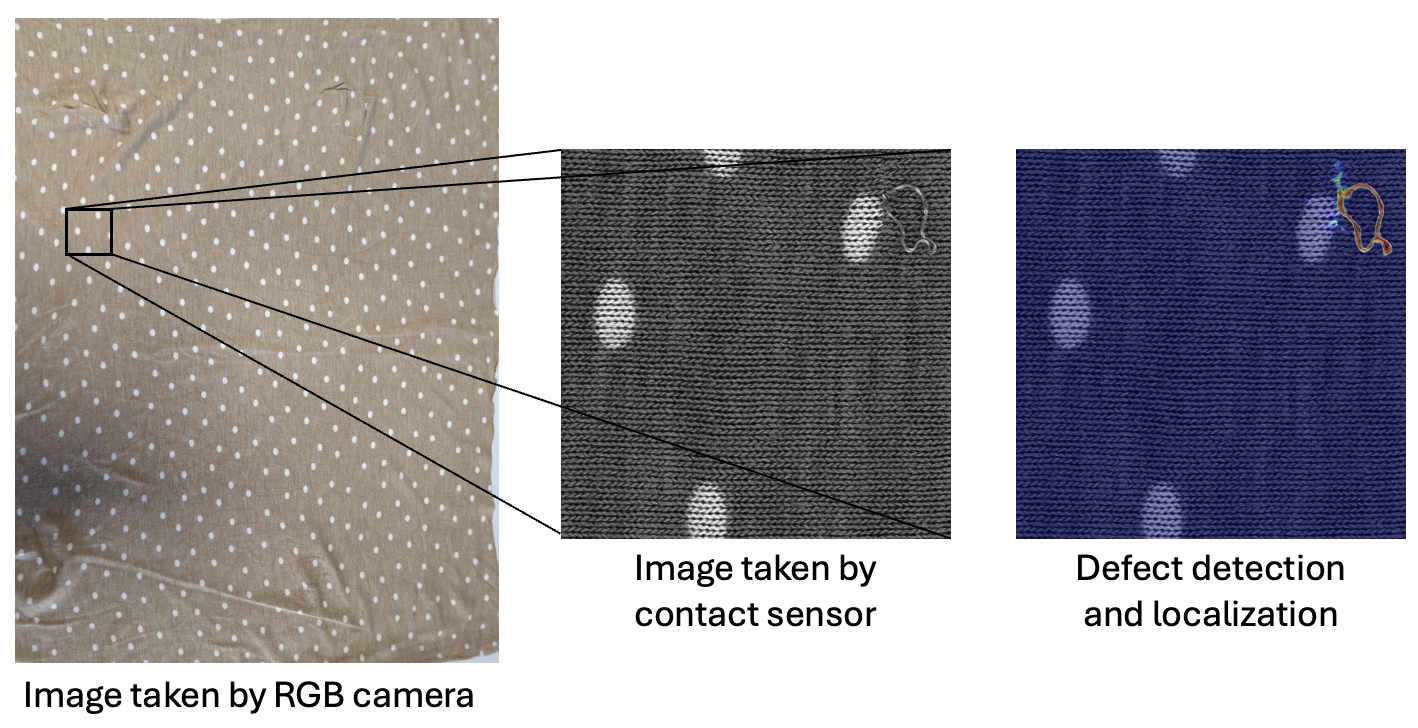 Image taken by RGB camera
Image taken by
contact sensor
Defect detection
and localization